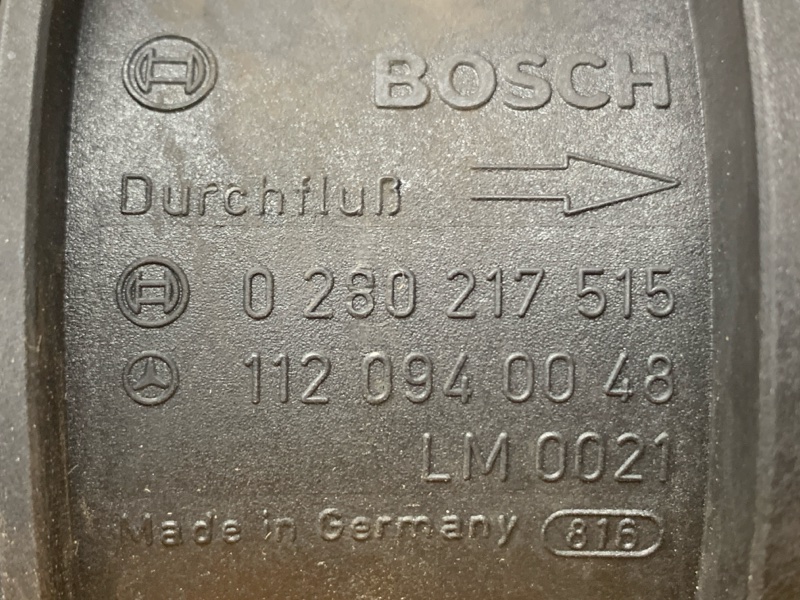 BOSCH
Durchfluß
0 280 217 515
112 094 00 48
LM 0021
Made in Germany 816